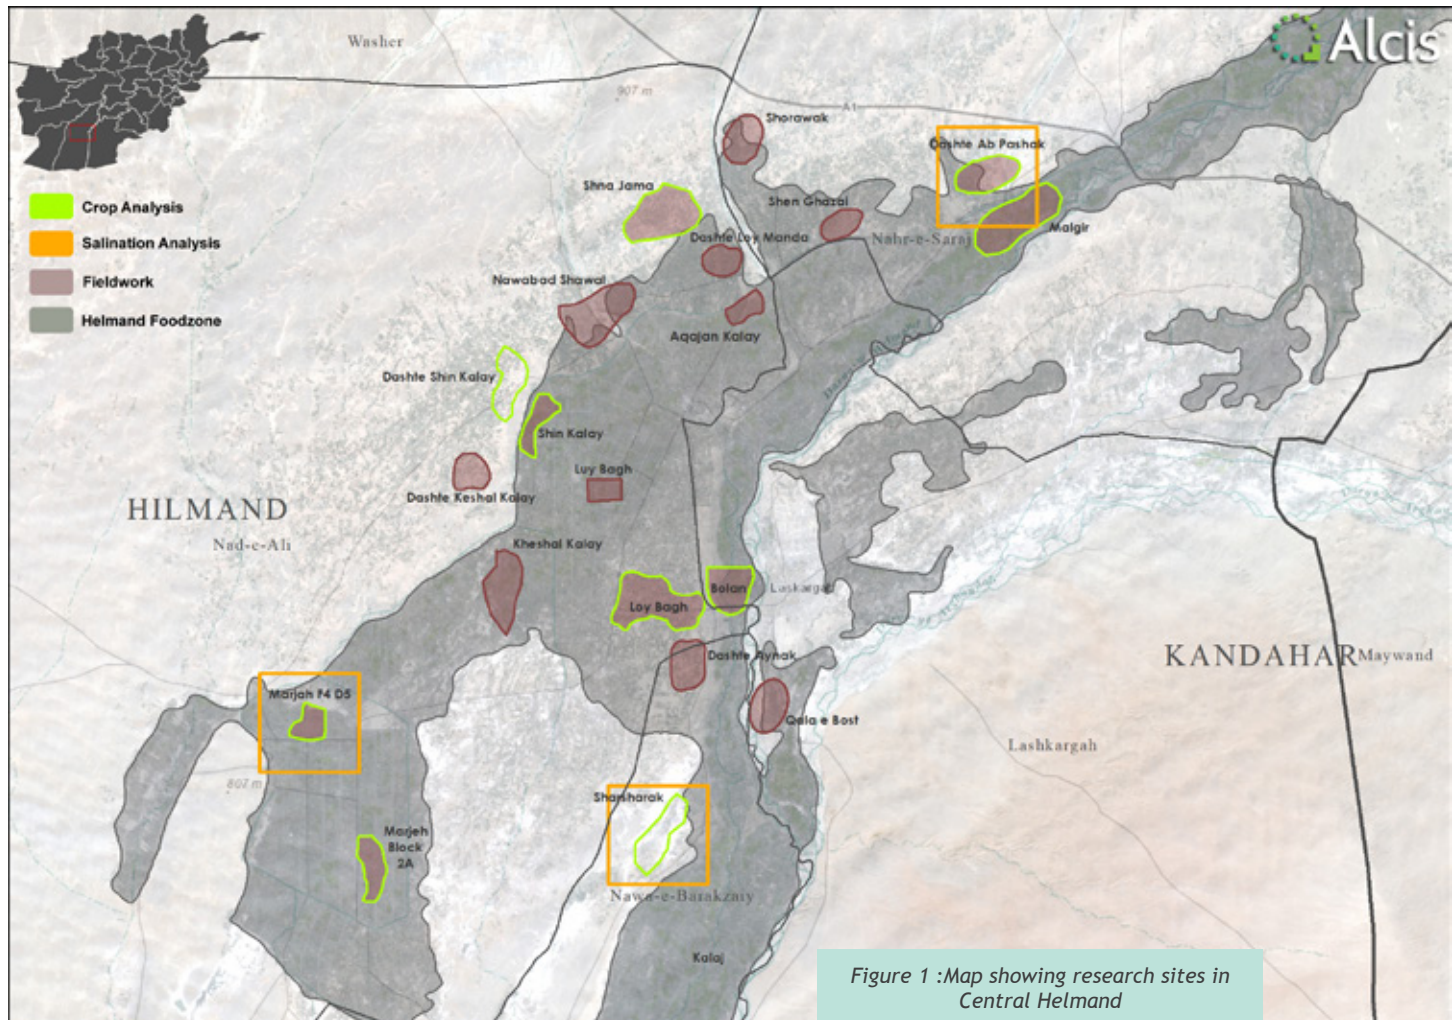 Washer
Alcis
907 m
A1
Shorawak
Dashte Ab Pashak
Crop Analysis
Salination Analysis
Fieldwork
Helmand Foodzone
Shna Jama
Shen Ghazai
Malgir
Dashte Loy Manda
Nahr-e-Saraj
Nawabad Shawal
Aqajan Kalay
Dashte Shin Kalay
Shin Kalay
Luy Bagh
Dashte Keshal Kalay
HILMAND
Nad-e-Ali
Kheshal Kalay
Bolan
Laskargah
Loy Bagh
Dashte Aynak
KANDAHAR
Maywand
Marjah F4 D5
Qala e Bost
Lashkargah
807 m
Sharsharak
Marjeh
Block
2A
Nawa-e-Barakzaiy
Kalaj
Figure 1 :Map showing research sites in
Central Helmand